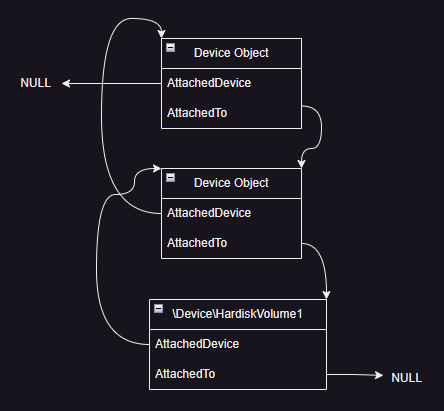 Device Object
NULL
AttachedDevice
AttachedTo
Device Object
AttachedDevice
AttachedTo
\Device\HardiskVolume1
AttachedDevice
AttachedTo
NULL